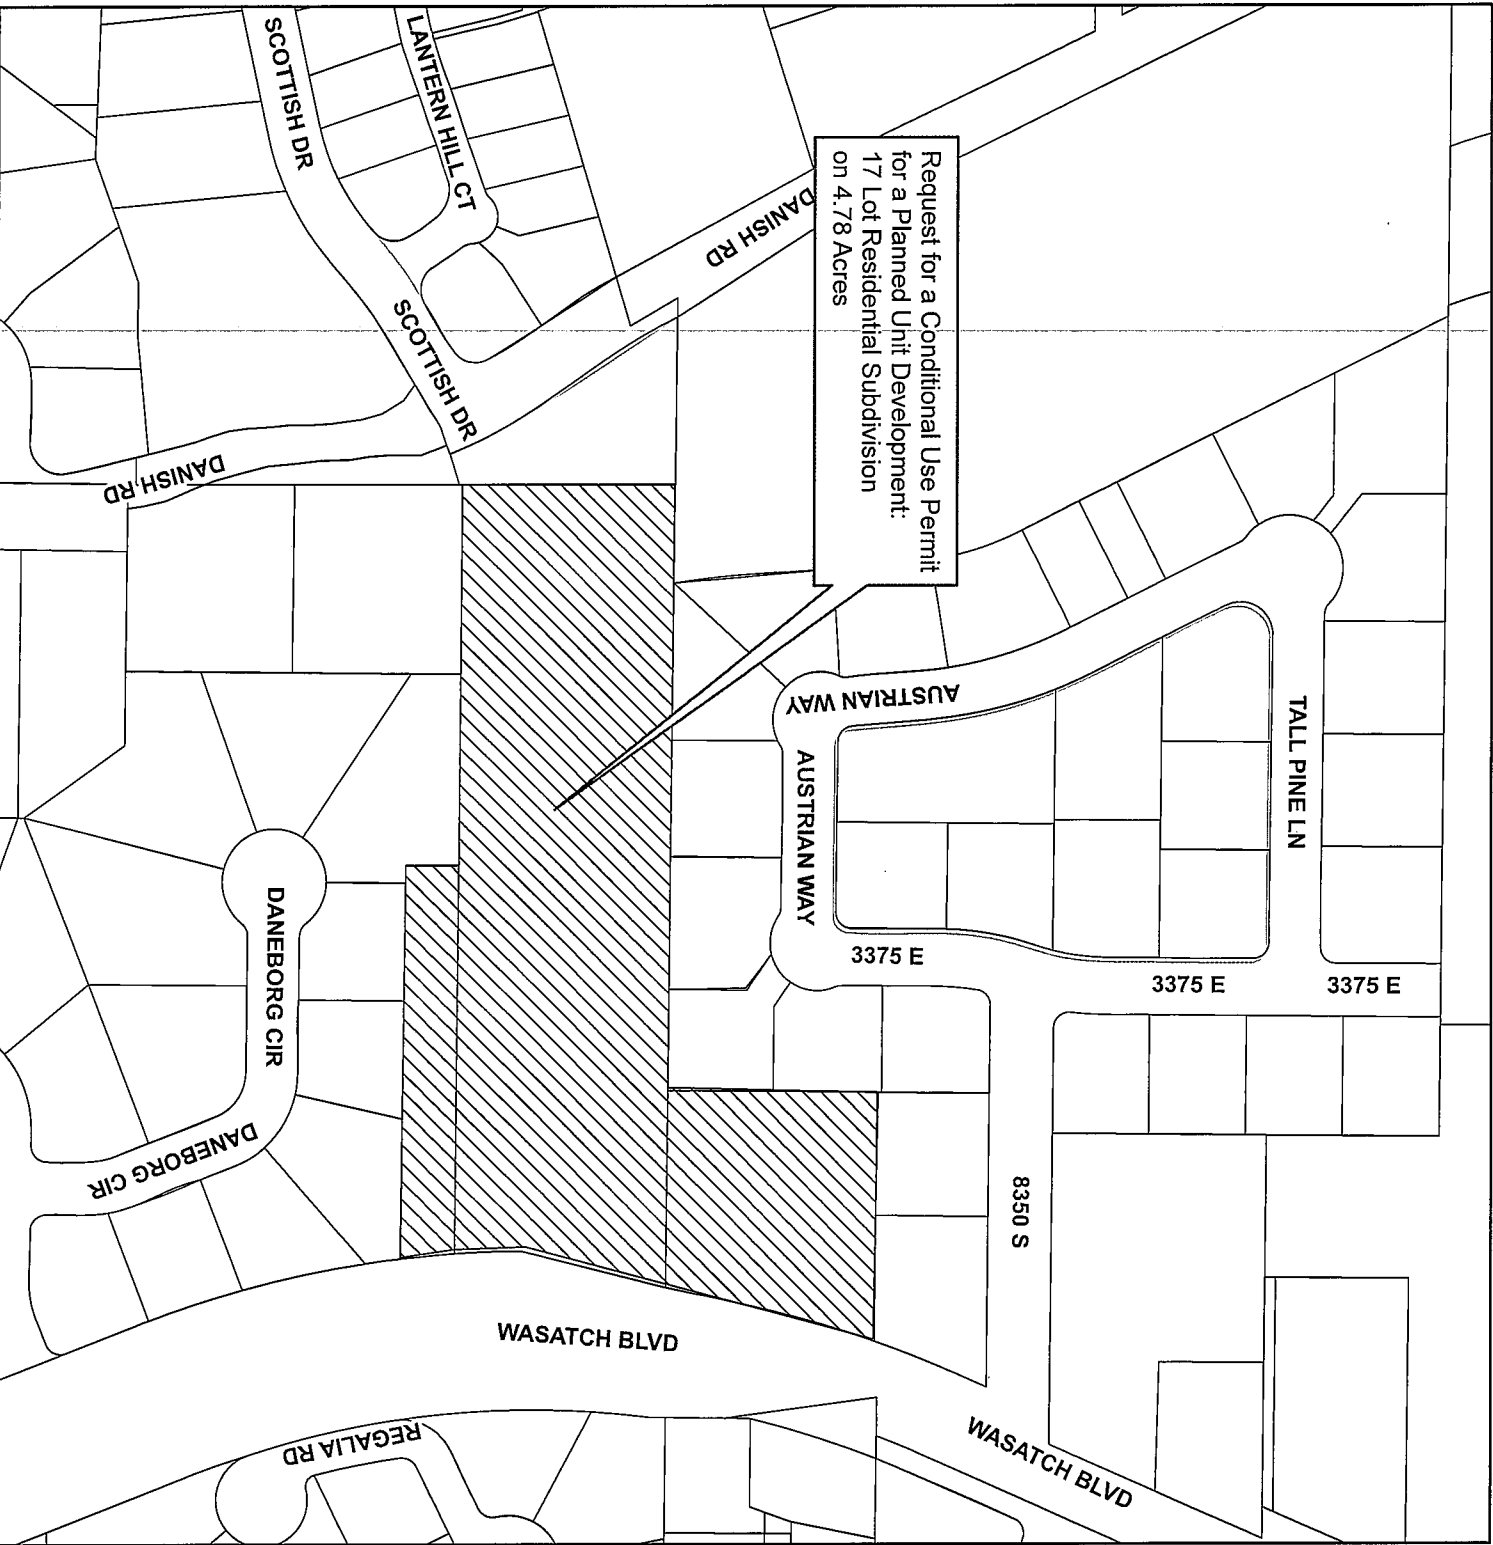 Request for a Conditional Use Permit
for a Planned Unit Development:
17 Lot Residential Subdivision
on 4.78 Acres
SCOTTISH DR
LANTERN HILL CT
DANISH RD
SCOTTISH DR
DANISH RD
TALL PINE LN
AUSTRIAN WAY
AUSTRIAN WAY
3375 E
3375 E
3375 E
8350 S
DANEBORG CIR
DANEBORG CIR
WASATCH BLVD
WASATCH BLVD
REGALIA RD